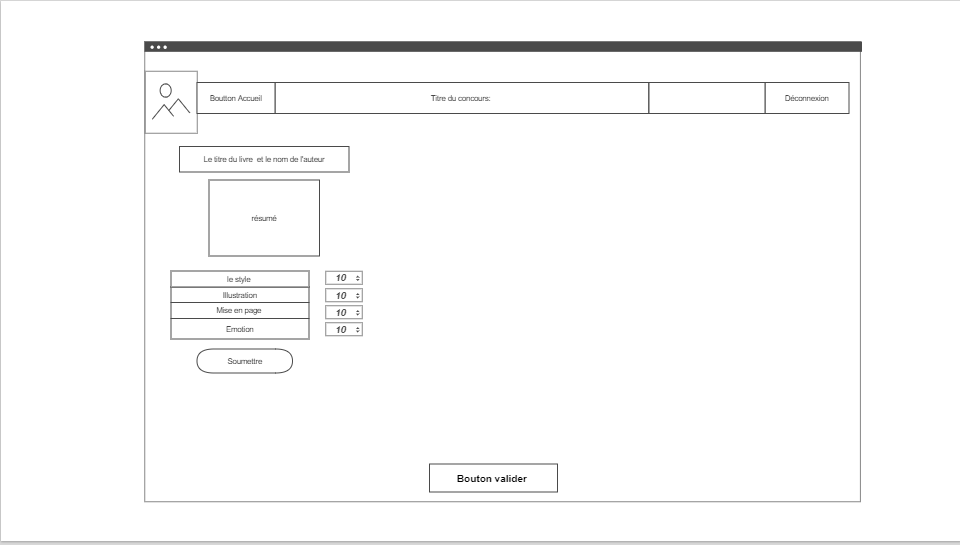 Boutton Accueil
Titre du concours:
Déconnexion
Le titre du livre et le nom de l'auteur
résumé
le style
10
Illustration
10
Mise en page
10
Emotion
10
Soumettre
Bouton valider